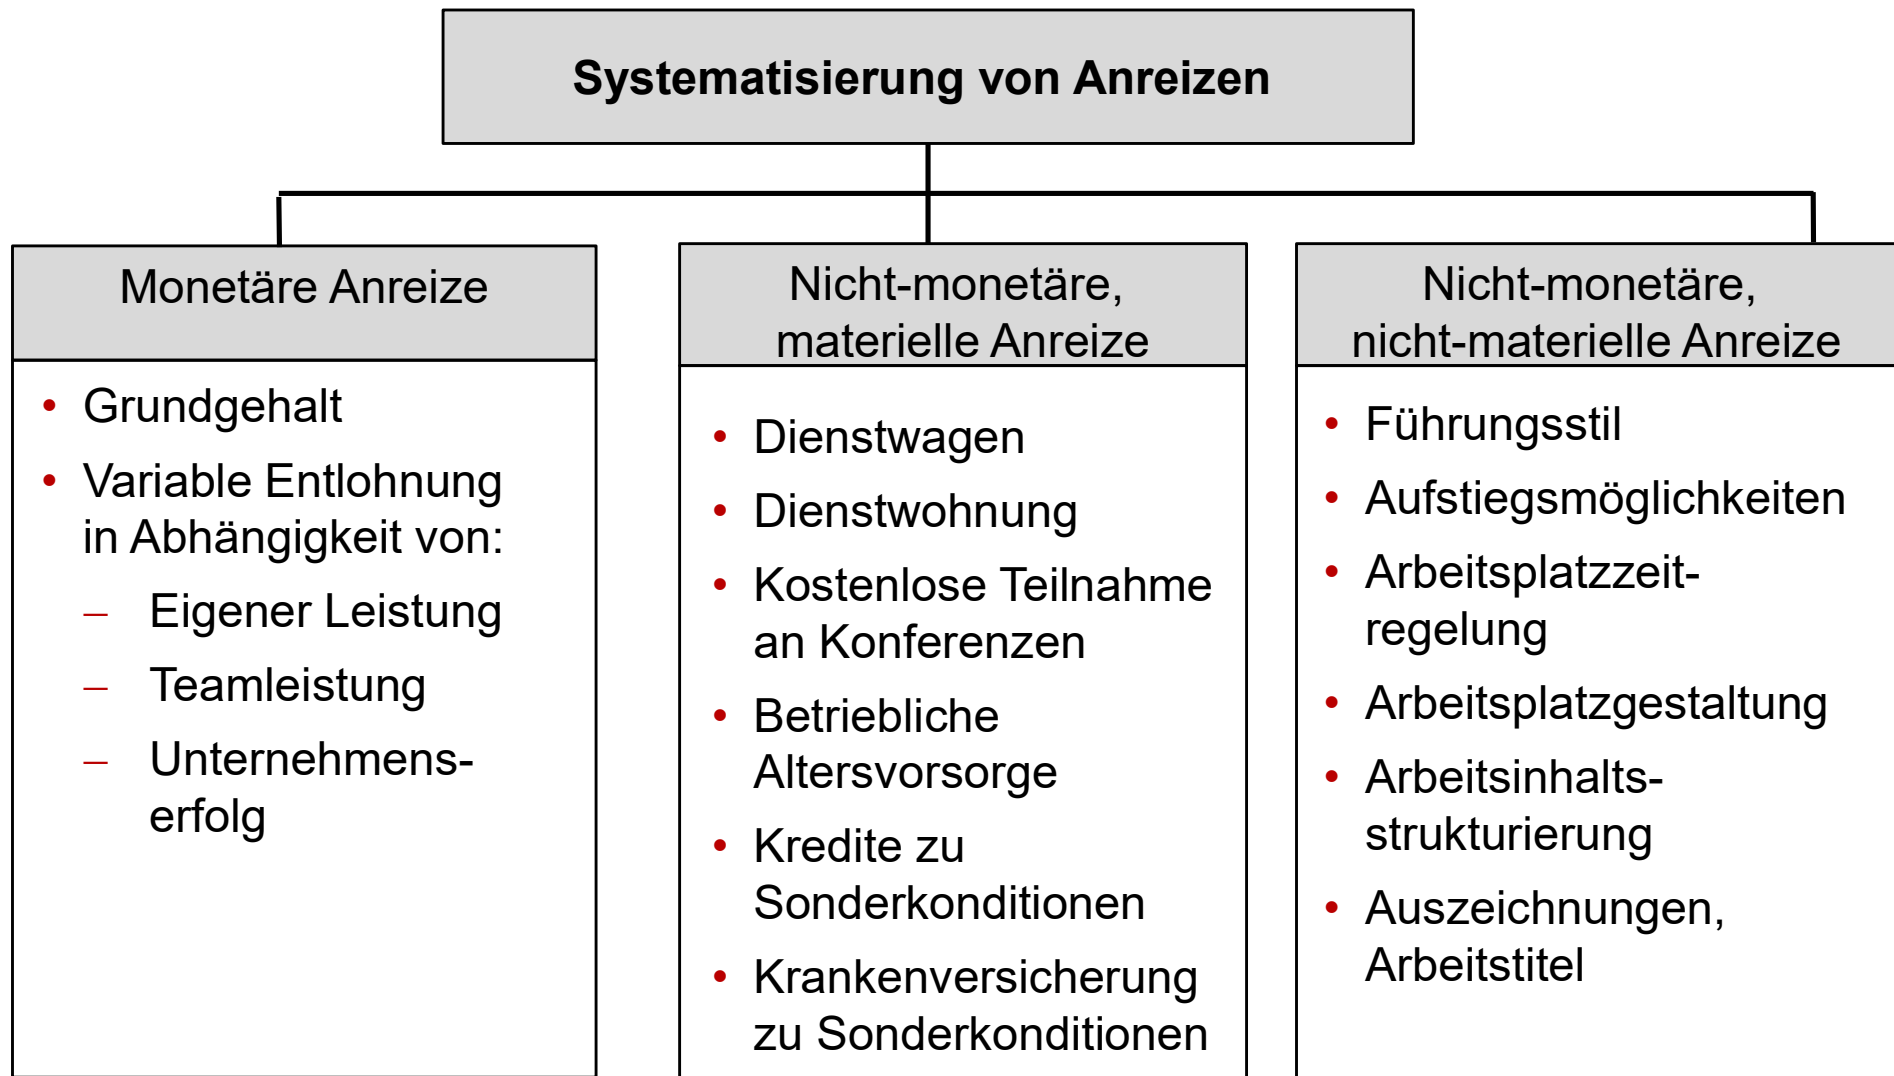 Systematisierung von Anreizen
Monetäre Anreize
• Grundgehalt
• Variable Entlohnung
in Abhängigkeit von:
– Eigener Leistung
– Teamleistung
– Unternehmens-
erfolg
Nicht-monetäre,
materielle Anreize
• Dienstwagen
• Dienstwohnung
• Kostenlose Teilnahme
an Konferenzen
• Betriebliche
Altersvorsorge
• Kredite zu
Sonderkonditionen
• Krankenversicherung
zu Sonderkonditionen
Nicht-monetäre,
nicht-materielle Anreize
• Führungsstil
• Aufstiegsmöglichkeiten
• Arbeitsplatzzeit-
regelung
• Arbeitsplatzgestaltung
• Arbeitsinhalts-
strukturierung
• Auszeichnungen,
Arbeitstitel